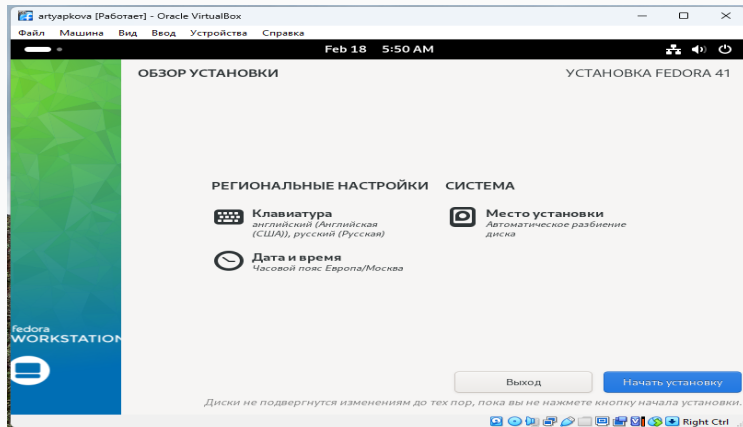 artyapkova [Работает] - Oracle VirtualBox
Файл Машина Вид Ввод Устройства Справка
Feb 18 5:50 AM
ОБЗОР УСТАНОВКИ
УСТАНОВКА FEDORA 41
РЕГИОНАЛЬНЫЕ НАСТРОЙКИ
Клавиатура
английский (Английская
(США)), русский (Русская)
Дата и время
Часовой пояс Европа/Москва
СИСТЕМА
Место установки
Автоматическое разбиение
диска
fedora
WORKSTATION
Выход
Начать установку
Диски не подвергнутся изменениям до тех пор, пока вы не нажмете кнопку начала установки.
Right Ctrl